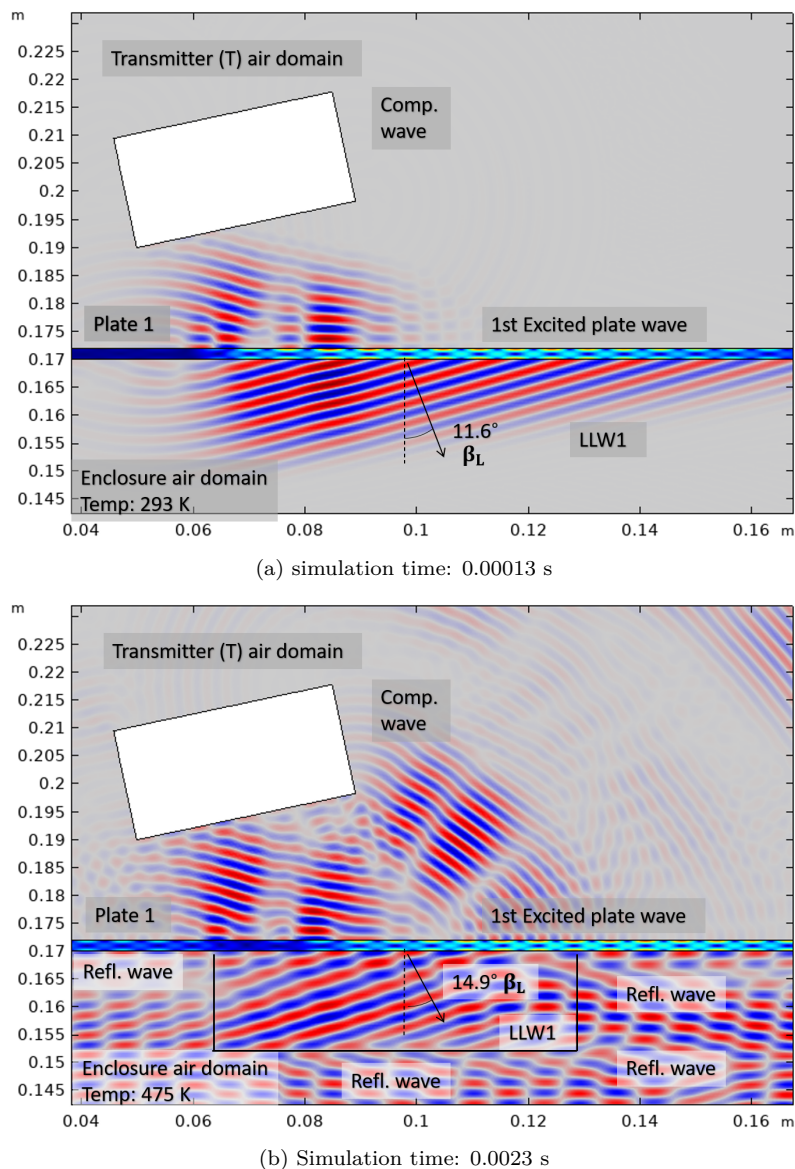 m
Transmitter (T) air domain
Comp.
wave
0.225
0.22
0.215
0.21
0.205
0.2
0.195
0.19
0.185
0.18
0.175
0.17
0.165
0.16
0.155
0.15
0.145
Plate 1
1st Excited plate wave
11.6°
β_L
LLW1
Enclosure air domain
Temp: 293 K
0.04 0.06 0.08 0.1 0.12 0.14 0.16 m
(a) simulation time: 0.00013 s
m
Transmitter (T) air domain
Comp.
wave
0.225
0.22
0.215
0.21
0.205
0.2
0.195
0.19
0.185
0.18
0.175
0.17
0.165
0.16
0.155
0.15
0.145
Plate 1
1st Excited plate wave
Refl. wave
14.9° β_L
Refl. wave
LLW1
Enclosure air domain
Temp: 475 K
Refl. wave
Refl. wave
0.04 0.06 0.08 0.1 0.12 0.14 0.16 m
(b) Simulation time: 0.0023 s